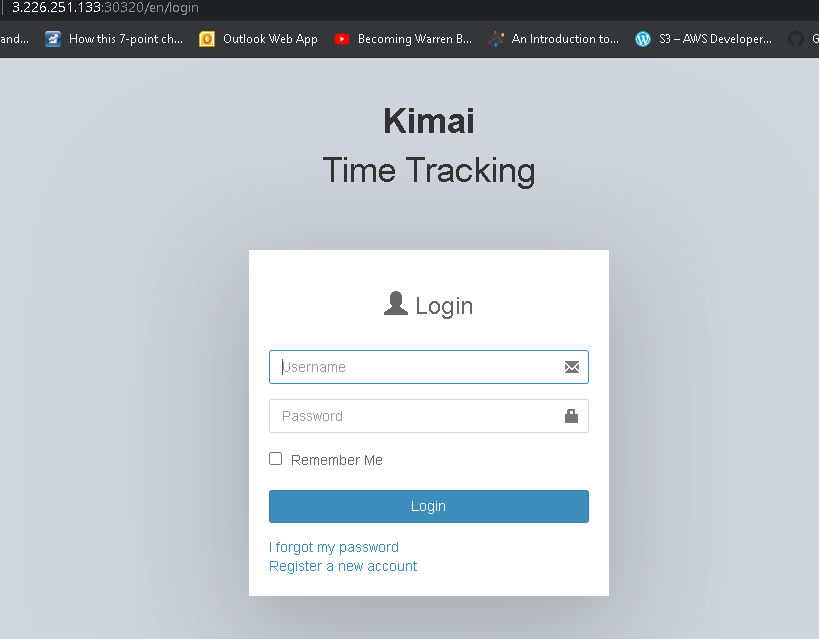 3.226.251.133:30320/en/login
and... How this 7-point ch... Outlook Web App Becoming Warren B... An Introduction to... S3 – AWS Developer... G
Kimai
Time Tracking
Login
Username
Password
Remember Me
Login
I forgot my password
Register a new account